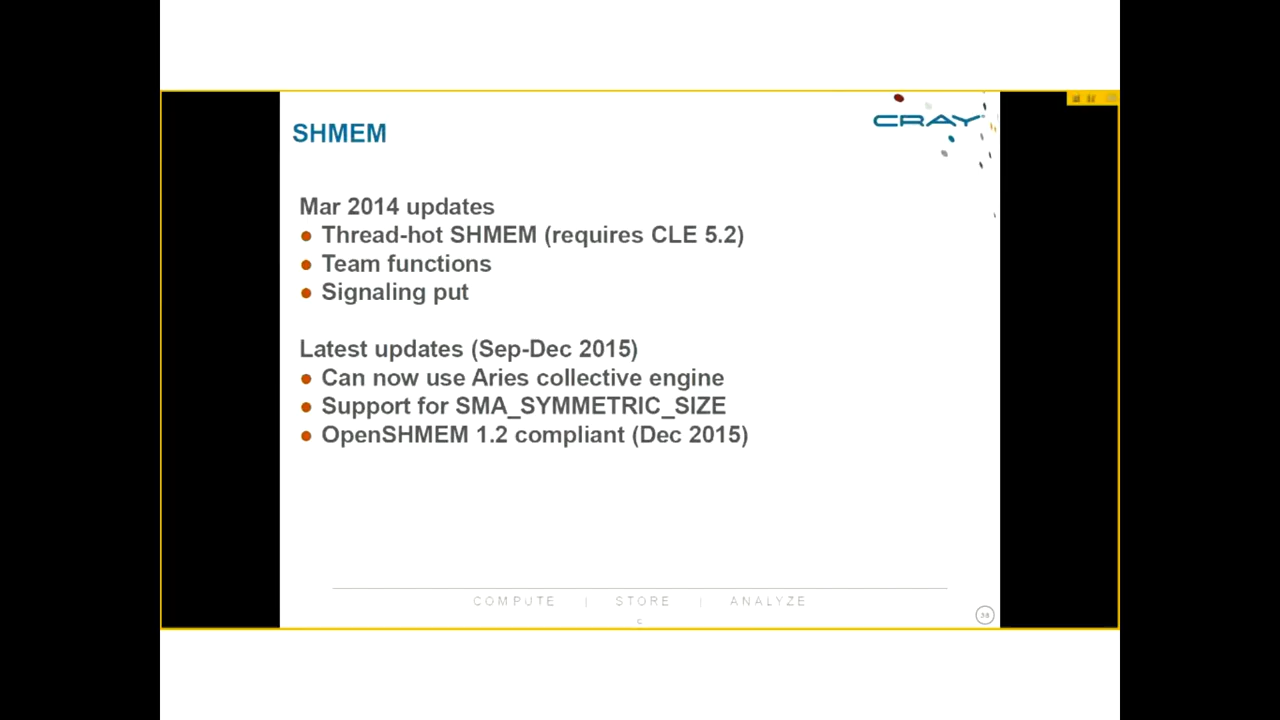 CRAY
SHMEM
Mar 2014 updates
● Thread-hot SHMEM (requires CLE 5.2)
● Team functions
● Signaling put
Latest updates (Sep-Dec 2015)
● Can now use Aries collective engine
● Support for SMA_SYMMETRIC_SIZE
● OpenSHMEM 1.2 compliant (Dec 2015)
COMPUTE | STORE | ANALYZE
C